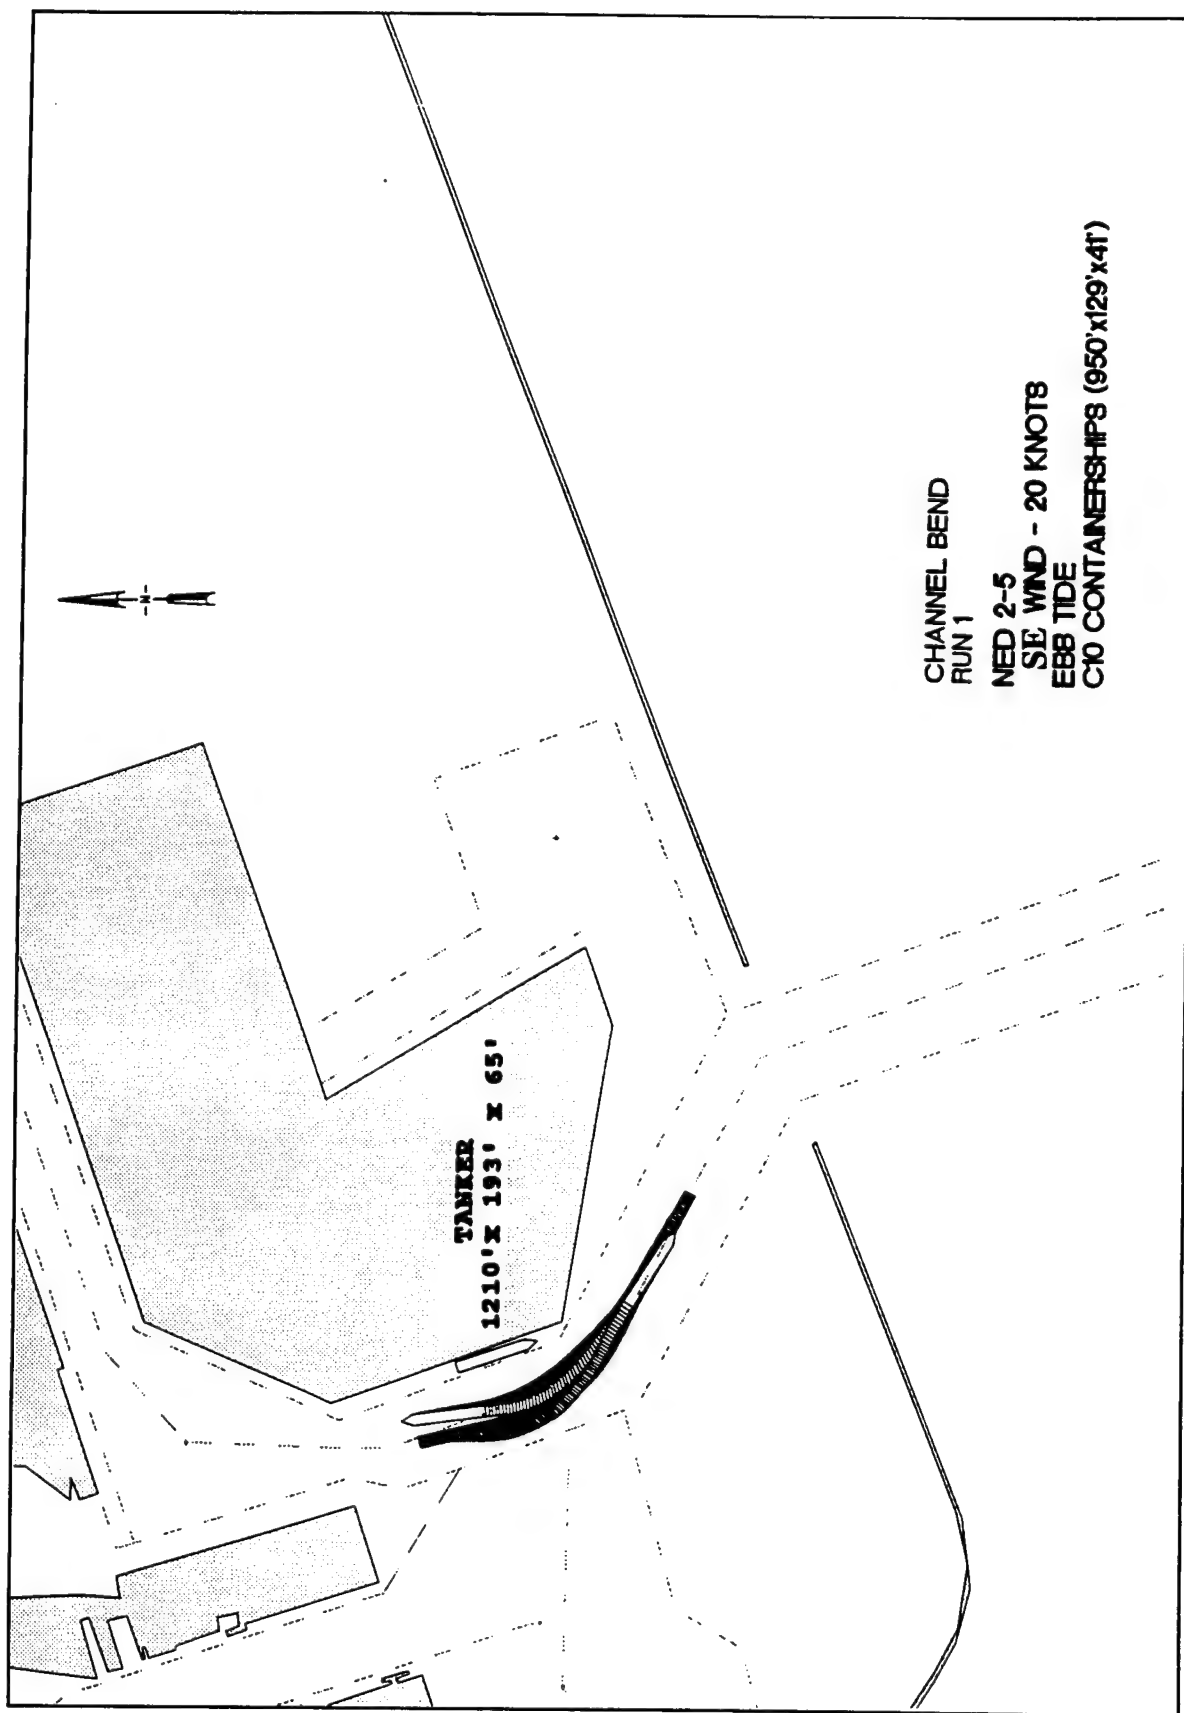 TANKER
1210'x 193' x 65'
CHANNEL BEND
RUN 1
NED 2-5
SE WIND - 20 KNOTS
EBB TIDE
C10 CONTAINERSHIPS (950'x129'x41')
N